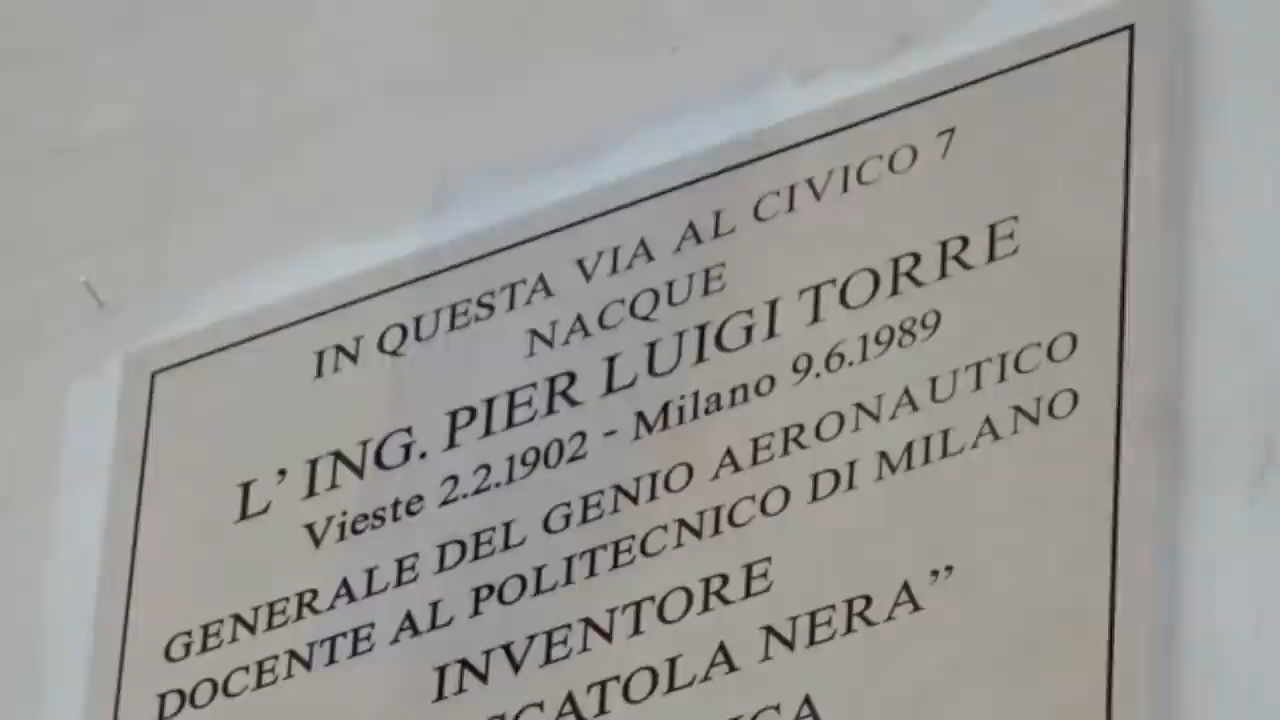 IN QUESTA VIA AL CIVICO 7
NACQUE
L' ING. PIER LUIGI TORRE
Vieste 2.2.1902 - Milano 9.6.1989
GENERALE DEL GENIO AERONAUTICO
DOCENTE AL POLITECNICO DI MILANO
INVENTORE
SCATOLA NERA”